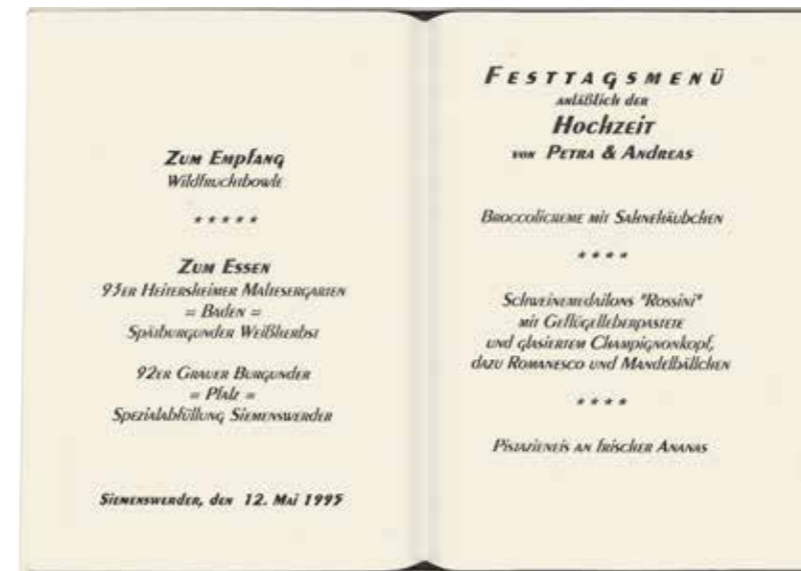 Zum Empfang
Wildfruchtbowle
* * * * *
Zum Essen
93er Heitersheimer Maltesergarten
= Baden =
Spätburgunder Weißherbst
92er Grauer Burgunder
= Pfalz =
Spezialabfüllung Siemenswerder
Siemenswerder, den 12. Mai 1995
Festtagsmenü
anläßlich der
Hochzeit
von Petra & Andreas
Broccolicreme mit Sahnehäubchen
* * * *
Schweinemedailons "Rossini"
mit Geflügelleberpastete
und glasiertem Champignonkopf,
dazu Romanesco und Mandelbällchen
* * * *
Pistazieneis an frischer Ananas